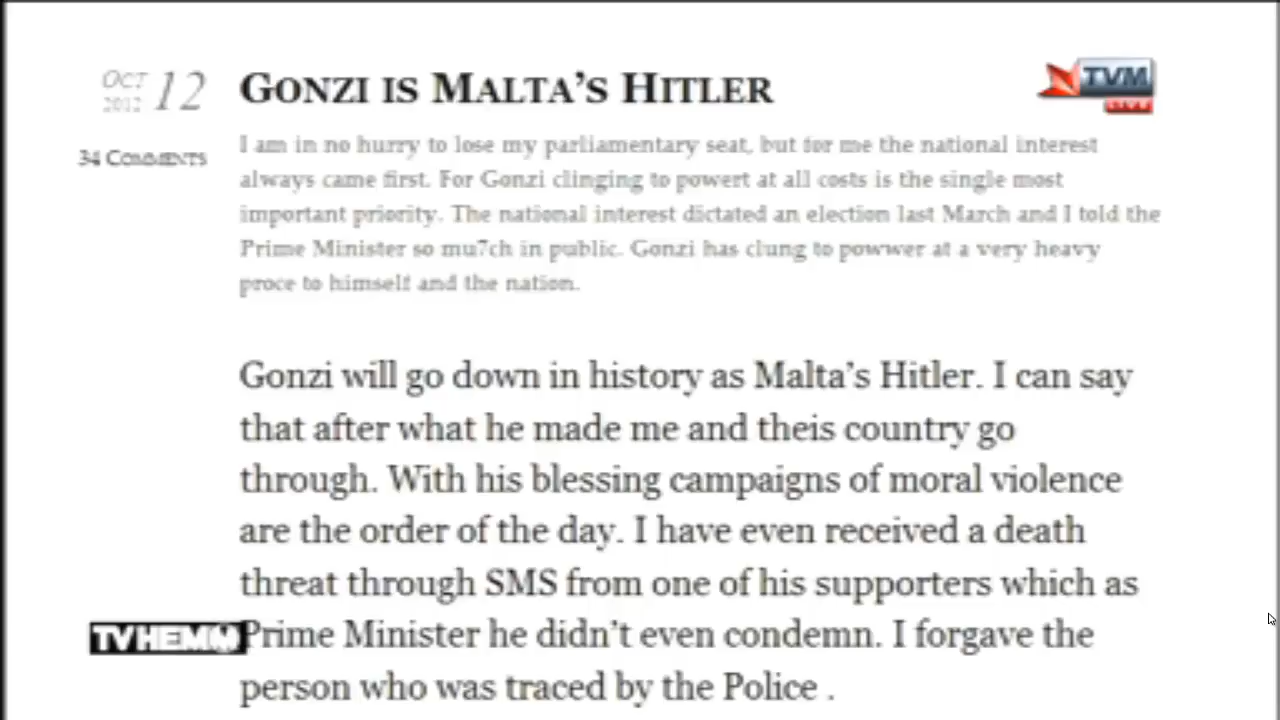 OCT 12
2012
GONZI IS MALTA'S HITLER
TVM
LIVE
34 COMMENTS
I am in no hurry to lose my parliamentary seat, but for me the national interest
always came first. For Gonzi clinging to powert at all costs is the single most
important priority. The national interest dictated an election last March and I told the
Prime Minister so mu7ch in public. Gonzi has clung to powwer at a very heavy
proce to himself and the nation.
Gonzi will go down in history as Malta's Hitler. I can say
that after what he made me and theis country go
through. With his blessing campaigns of moral violence
are the order of the day. I have even received a death
threat through SMS from one of his supporters which as
TVHEMM Prime Minister he didn't even condemn. I forgave the
person who was traced by the Police .